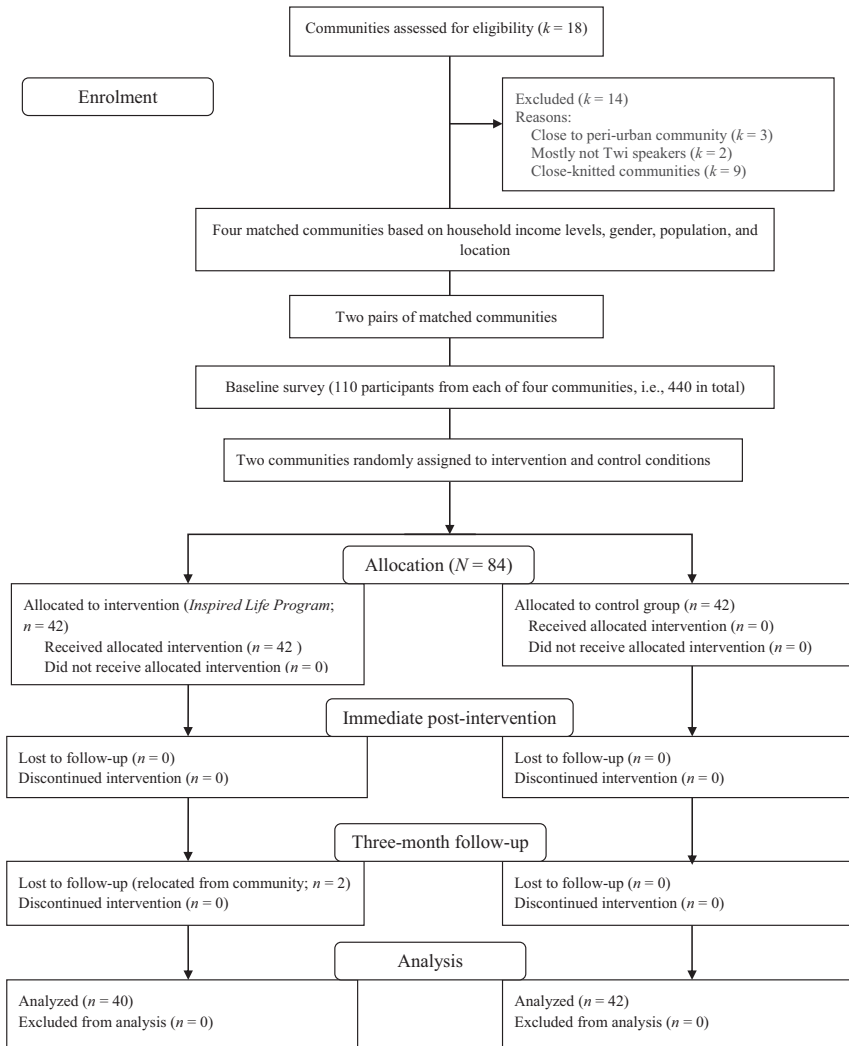 Communities assessed for eligibility (k = 18)
Enrolment
Excluded (k = 14)
Reasons:
Close to peri-urban community (k = 3)
Mostly not Twi speakers (k = 2)
Close-knitted communities (k = 9)
Four matched communities based on household income levels, gender, population, and
location
Two pairs of matched communities
Baseline survey (110 participants from each of four communities, i.e., 440 in total)
Two communities randomly assigned to intervention and control conditions
Allocation (N = 84)
Allocated to intervention (Inspired Life Program;
n = 42)
Received allocated intervention (n = 42 )
Did not receive allocated intervention (n = 0)
Allocated to control group (n = 42)
Received allocated intervention (n = 0)
Did not receive allocated intervention (n = 0)
Immediate post-intervention
Lost to follow-up (n = 0)
Discontinued intervention (n = 0)
Lost to follow-up (n = 0)
Discontinued intervention (n = 0)
Three-month follow-up
Lost to follow-up (relocated from community; n = 2)
Discontinued intervention (n = 0)
Lost to follow-up (n = 0)
Discontinued intervention (n = 0)
Analysis
Analyzed (n = 40)
Excluded from analysis (n = 0)
Analyzed (n = 42)
Excluded from analysis (n = 0)